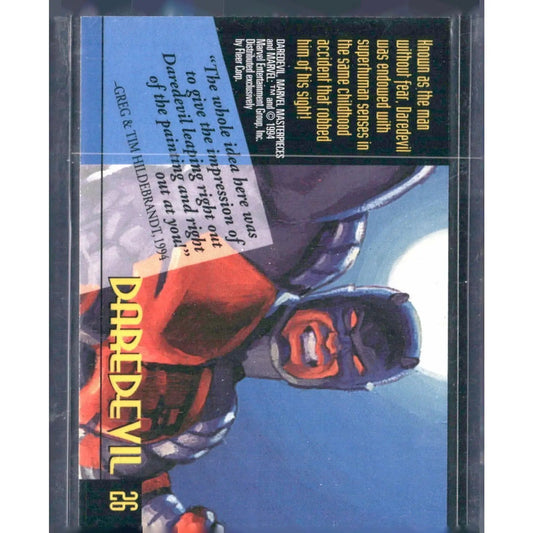 Known as the man
without fear, Daredevil
was endowed with
superhuman senses in
the same childhood
accident that robbed
him of his sight!
DAREDEVIL, MARVEL MASTERPIECES
and MARVEL: ™ and © 1994
Marvel Entertainment Group, Inc.
Distributed exclusively
by Fleer Corp.
"The whole idea here was
to give the impression of
Daredevil leaping right out
of the painting and right
out at you!"
–GREG & TIM HILDEBRANDT, 1994
DAREDEVIL 26